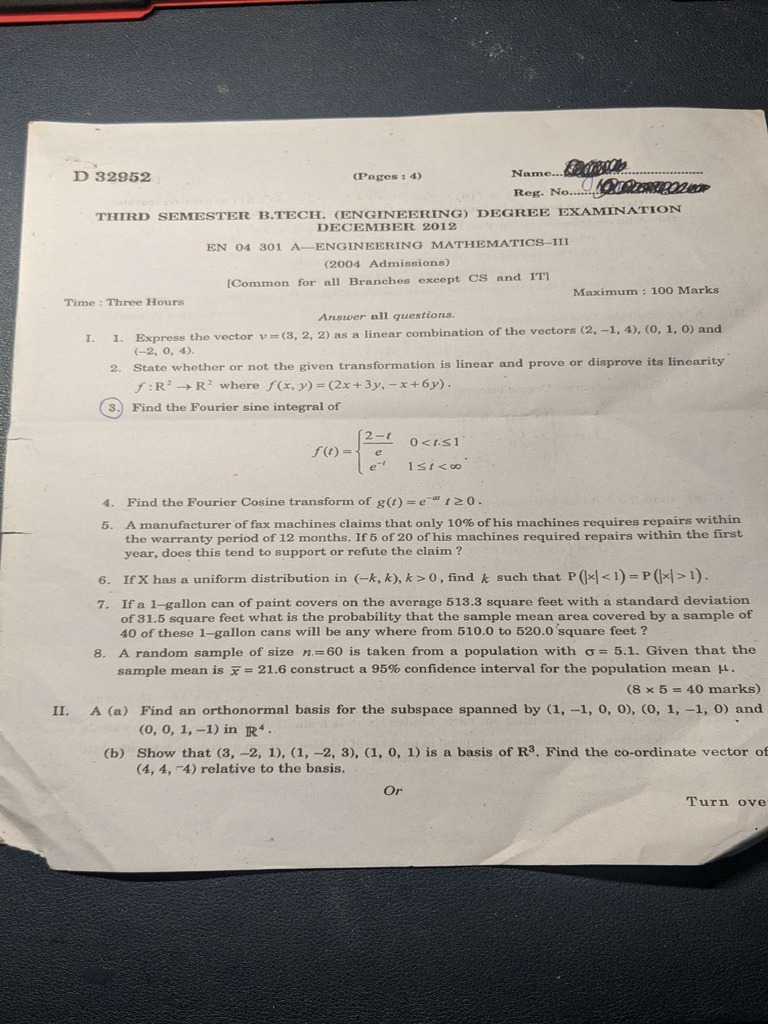 D 32952
(Pages : 4)
Name...
Reg. No.......
THIRD SEMESTER B.TECH. (ENGINEERING) DEGREE EXAMINATION
DECEMBER 2012
EN 04 301 A—ENGINEERING MATHEMATICS–III
(2004 Admissions)
[Common for all Branches except CS and IT]
Time : Three Hours
Maximum : 100 Marks
Answer all questions.
I. 1. Express the vector v = (3, 2, 2) as a linear combination of the vectors (2, –1, 4), (0, 1, 0) and
(–2, 0, 4).
2. State whether or not the given transformation is linear and prove or disprove its linearity
f : R² → R² where f(x, y) = (2x + 3y, – x + 6y).
3. Find the Fourier sine integral of
f(t) = { (2 – t)/e 0 < t ≤ 1
e^–t 1 ≤ t < ∞ .
4. Find the Fourier Cosine transform of g(t) = e^–at t ≥ 0.
5. A manufacturer of fax machines claims that only 10% of his machines requires repairs within
the warranty period of 12 months. If 5 of 20 of his machines required repairs within the first
year, does this tend to support or refute the claim ?
6. If X has a uniform distribution in (–k, k), k > 0, find k such that P(|x| < 1) = P(|x| > 1).
7. If a 1–gallon can of paint covers on the average 513.3 square feet with a standard deviation
of 31.5 square feet what is the probability that the sample mean area covered by a sample of
40 of these 1–gallon cans will be any where from 510.0 to 520.0 square feet ?
8. A random sample of size n = 60 is taken from a population with σ = 5.1. Given that the
sample mean is x̄ = 21.6 construct a 95% confidence interval for the population mean μ.
(8 × 5 = 40 marks)
II. A (a) Find an orthonormal basis for the subspace spanned by (1, –1, 0, 0), (0, 1, –1, 0) and
(0, 0, 1, –1) in ℝ⁴.
(b) Show that (3, –2, 1), (1, –2, 3), (1, 0, 1) is a basis of R³. Find the co-ordinate vector of
(4, 4, –4) relative to the basis.
Or
Turn ove